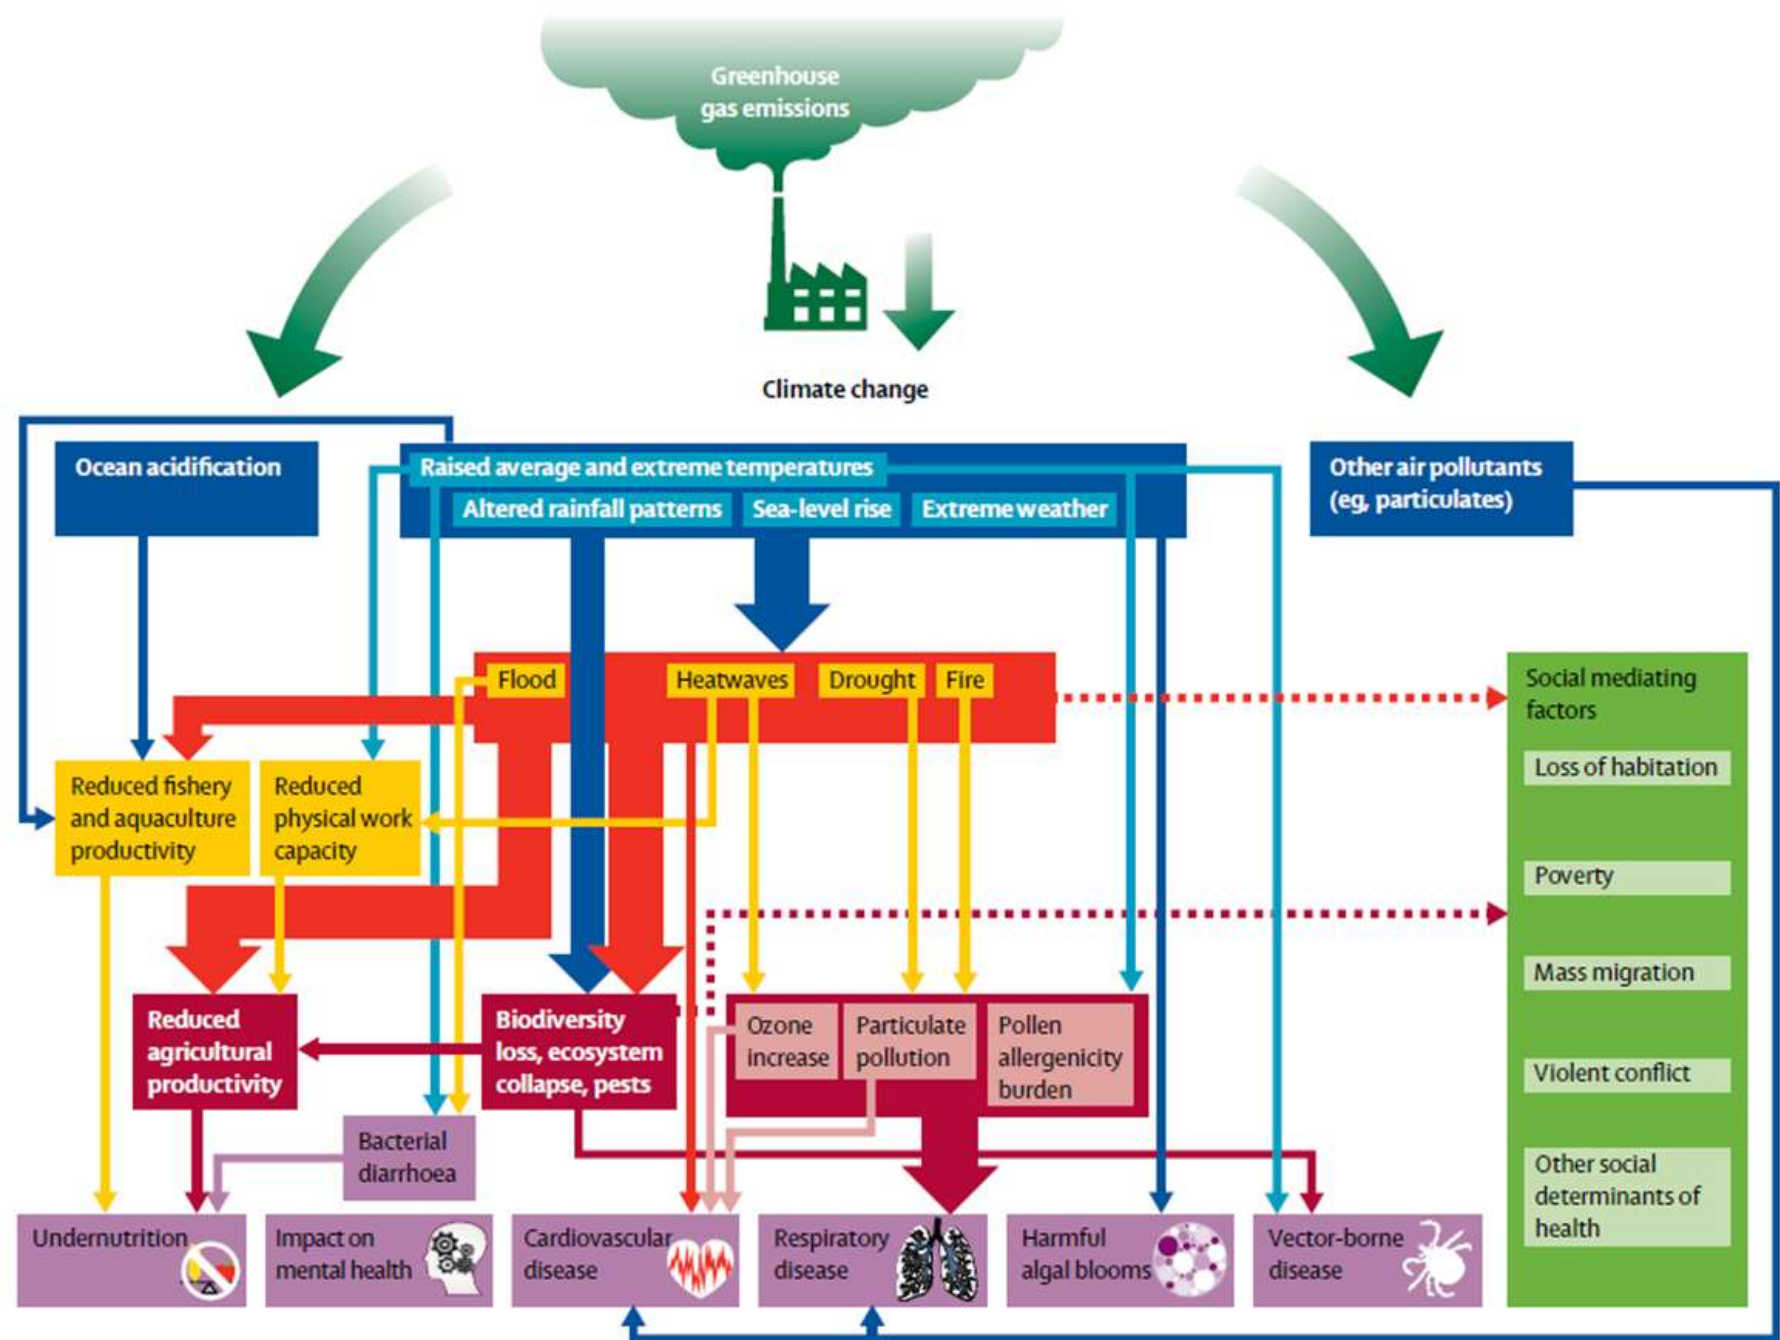 Greenhouse
gas emissions
Climate change
Ocean acidification
Raised average and extreme temperatures
Altered rainfall patterns
Sea-level rise
Extreme weather
Other air pollutants
(eg, particulates)
Flood
Heatwaves
Drought
Fire
Social mediating
factors
Loss of habitation
Poverty
Mass migration
Violent conflict
Other social
determinants of
health
Reduced fishery
and aquaculture
productivity
Reduced
physical work
capacity
Reduced
agricultural
productivity
Biodiversity
loss, ecosystem
collapse, pests
Ozone
increase
Particulate
pollution
Pollen
allergenicity
burden
Bacterial
diarrhoea
Undernutrition
Impact on
mental health
Cardiovascular
disease
Respiratory
disease
Harmful
algal blooms
Vector-borne
disease